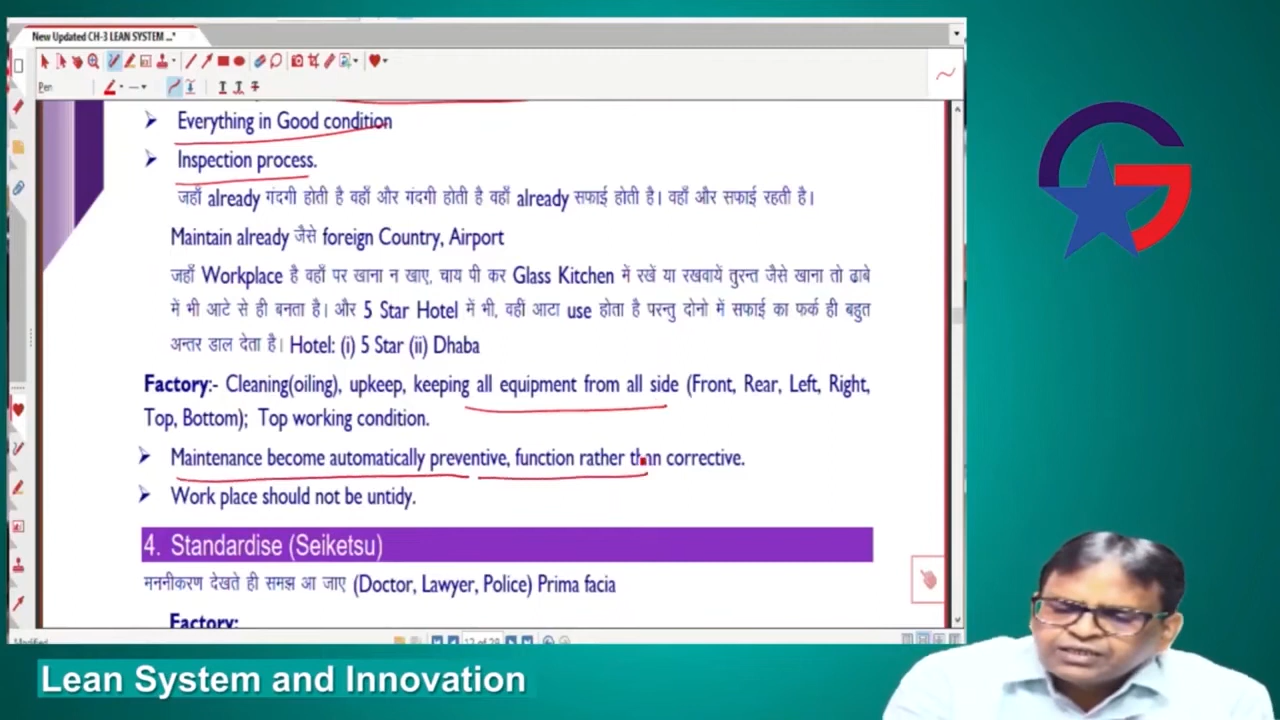 New Updated CH-3 LEAN SYSTEM ...*
Pen
Everything in Good condition
Inspection process.
जहाँ already गंदगी होती है वहाँ और गंदगी होती है वहाँ already सफाई होती है। वहाँ और सफाई रहती है।
Maintain already जैसे foreign Country, Airport
जहाँ Workplace है वहाँ पर खाना न खाए, चाय पी कर Glass Kitchen में रखें या रखवायें तुरन्त जैसे खाना तो ढाबे
में भी आटे से ही बनता है। और 5 Star Hotel में भी, वहीं आटा use होता है परन्तु दोनो में सफाई का फर्क ही बहुत
अन्तर डाल देता है। Hotel: (i) 5 Star (ii) Dhaba
Factory:- Cleaning(oiling), upkeep, keeping all equipment from all side (Front, Rear, Left, Right,
Top, Bottom); Top working condition.
Maintenance become automatically preventive, function rather than corrective.
Work place should not be untidy.
4. Standardise (Seiketsu)
मननीकरण देखते ही समझ आ जाए (Doctor, Lawyer, Police) Prima facia
Factory:
Modified
12 of 28
Lean System and Innovation